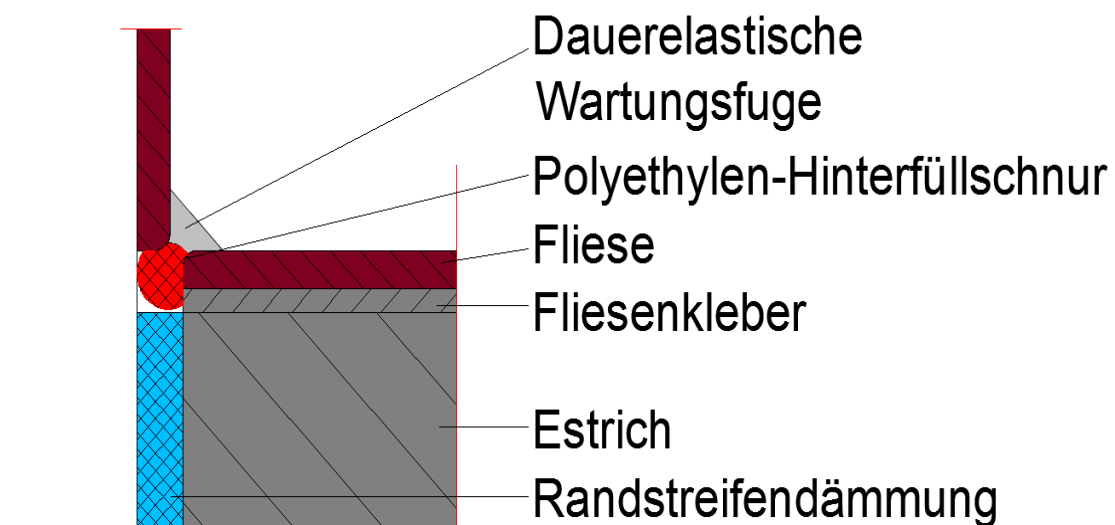 Dauerelastische
Wartungsfuge
Polyethylen-Hinterfüllschnur
Fliese
Fliesenkleber
Estrich
Randstreifendämmung